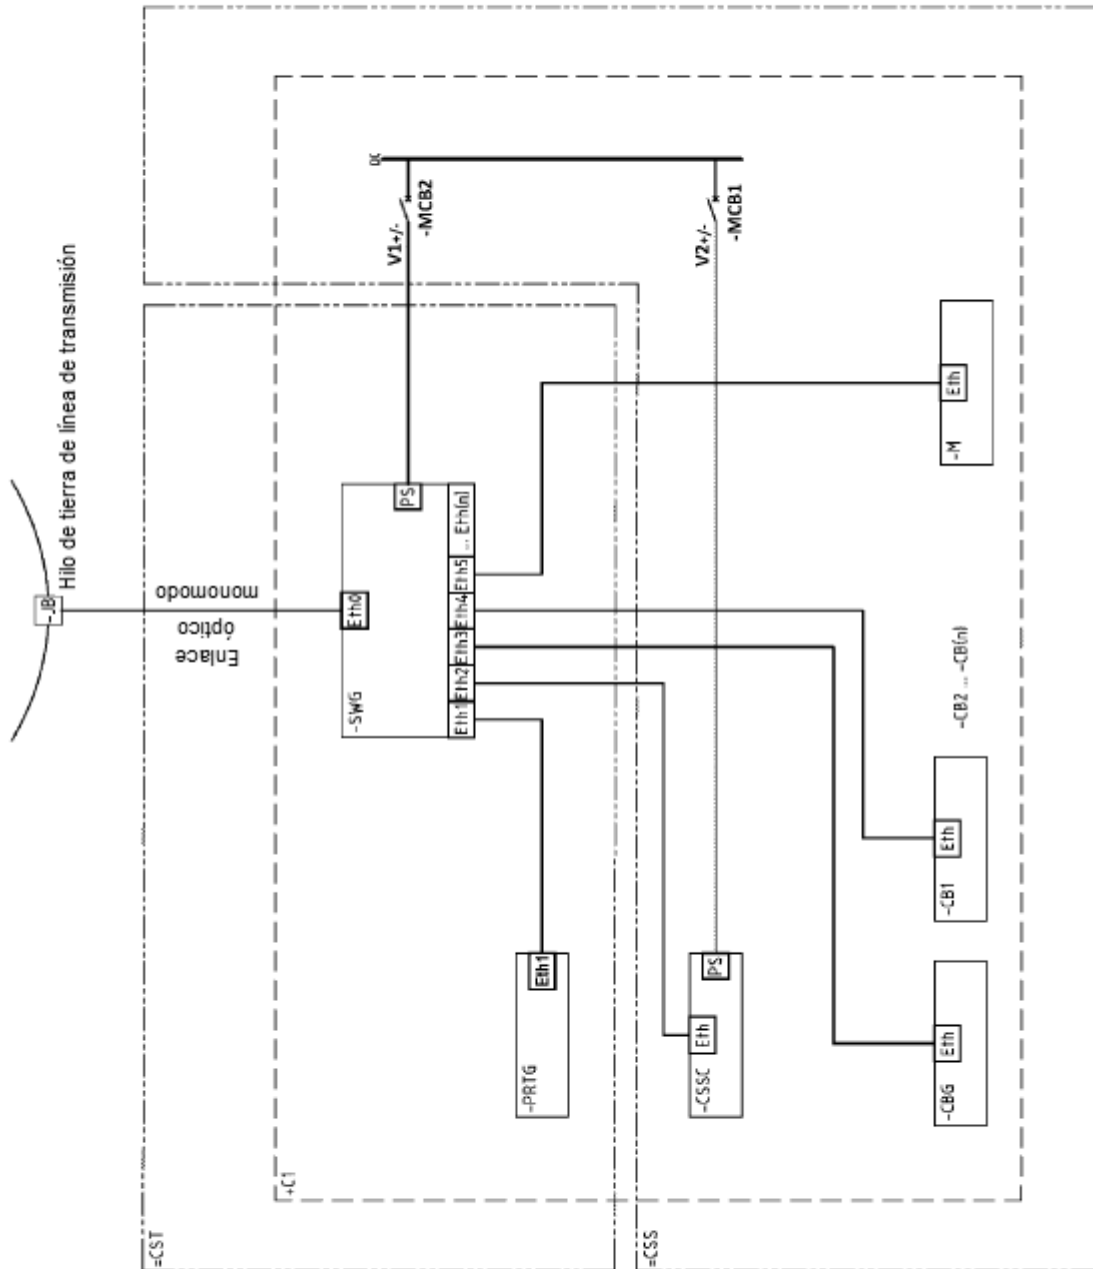 Hilo de tierra de línea de transmisión
-JB
Enlace
óptico
monomodo
=CST
=CSS
+C1
DC
-MCB2
V1+/-
-MCB1
V2+/-
-SWG
Eth0
PS
Eth1
Eth2
Eth3
Eth4
Eth5
... Eth(n)
-PRTG
Eth1
-CSSC
Eth
PS
-CBG
Eth
-CB1
Eth
-CB2 ... -CB(n)
-M
Eth